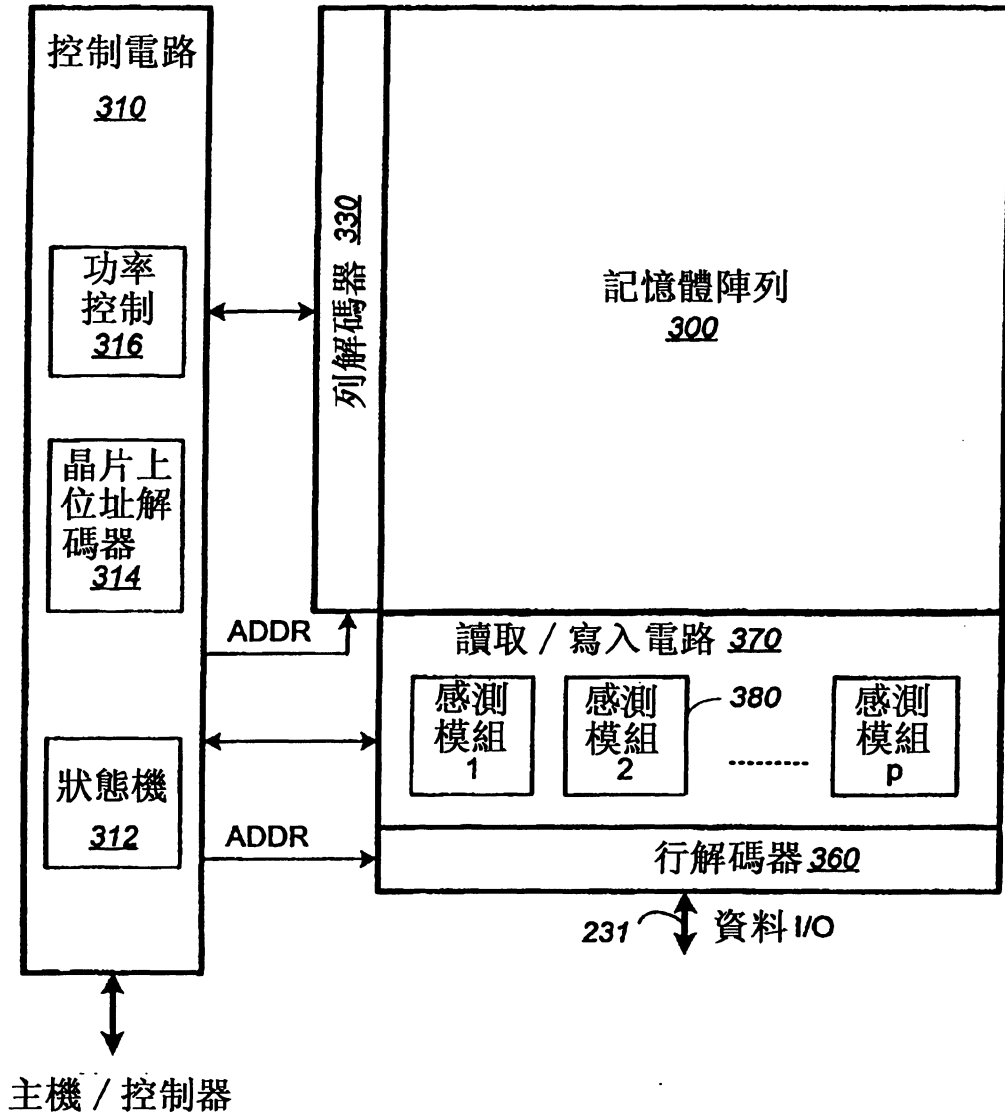 控制電路
310
功率
控制
316
晶片上
位址解
碼器
314
狀態機
312
主機 / 控制器
列解碼器 330
記憶體陣列
300
ADDR
讀取 / 寫入電路 370
感測
模組
1
感測
模組
2
380
.........
感測
模組
p
ADDR
行解碼器 360
231
資料 I/O